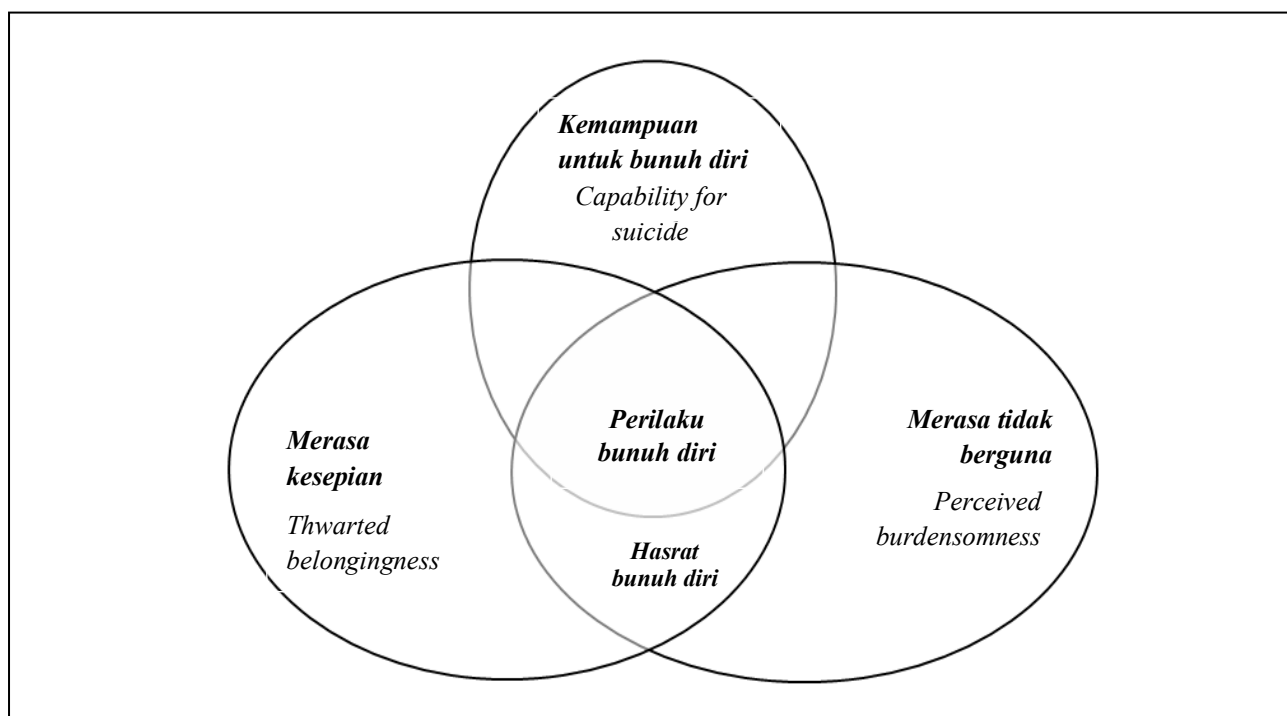 Kemampuan
untuk bunuh diri
Capability for
suicide
Perilaku
bunuh diri
Merasa
kesepian
Thwarted
belongingness
Merasa tidak
berguna
Perceived
burdensomness
Hasrat
bunuh diri